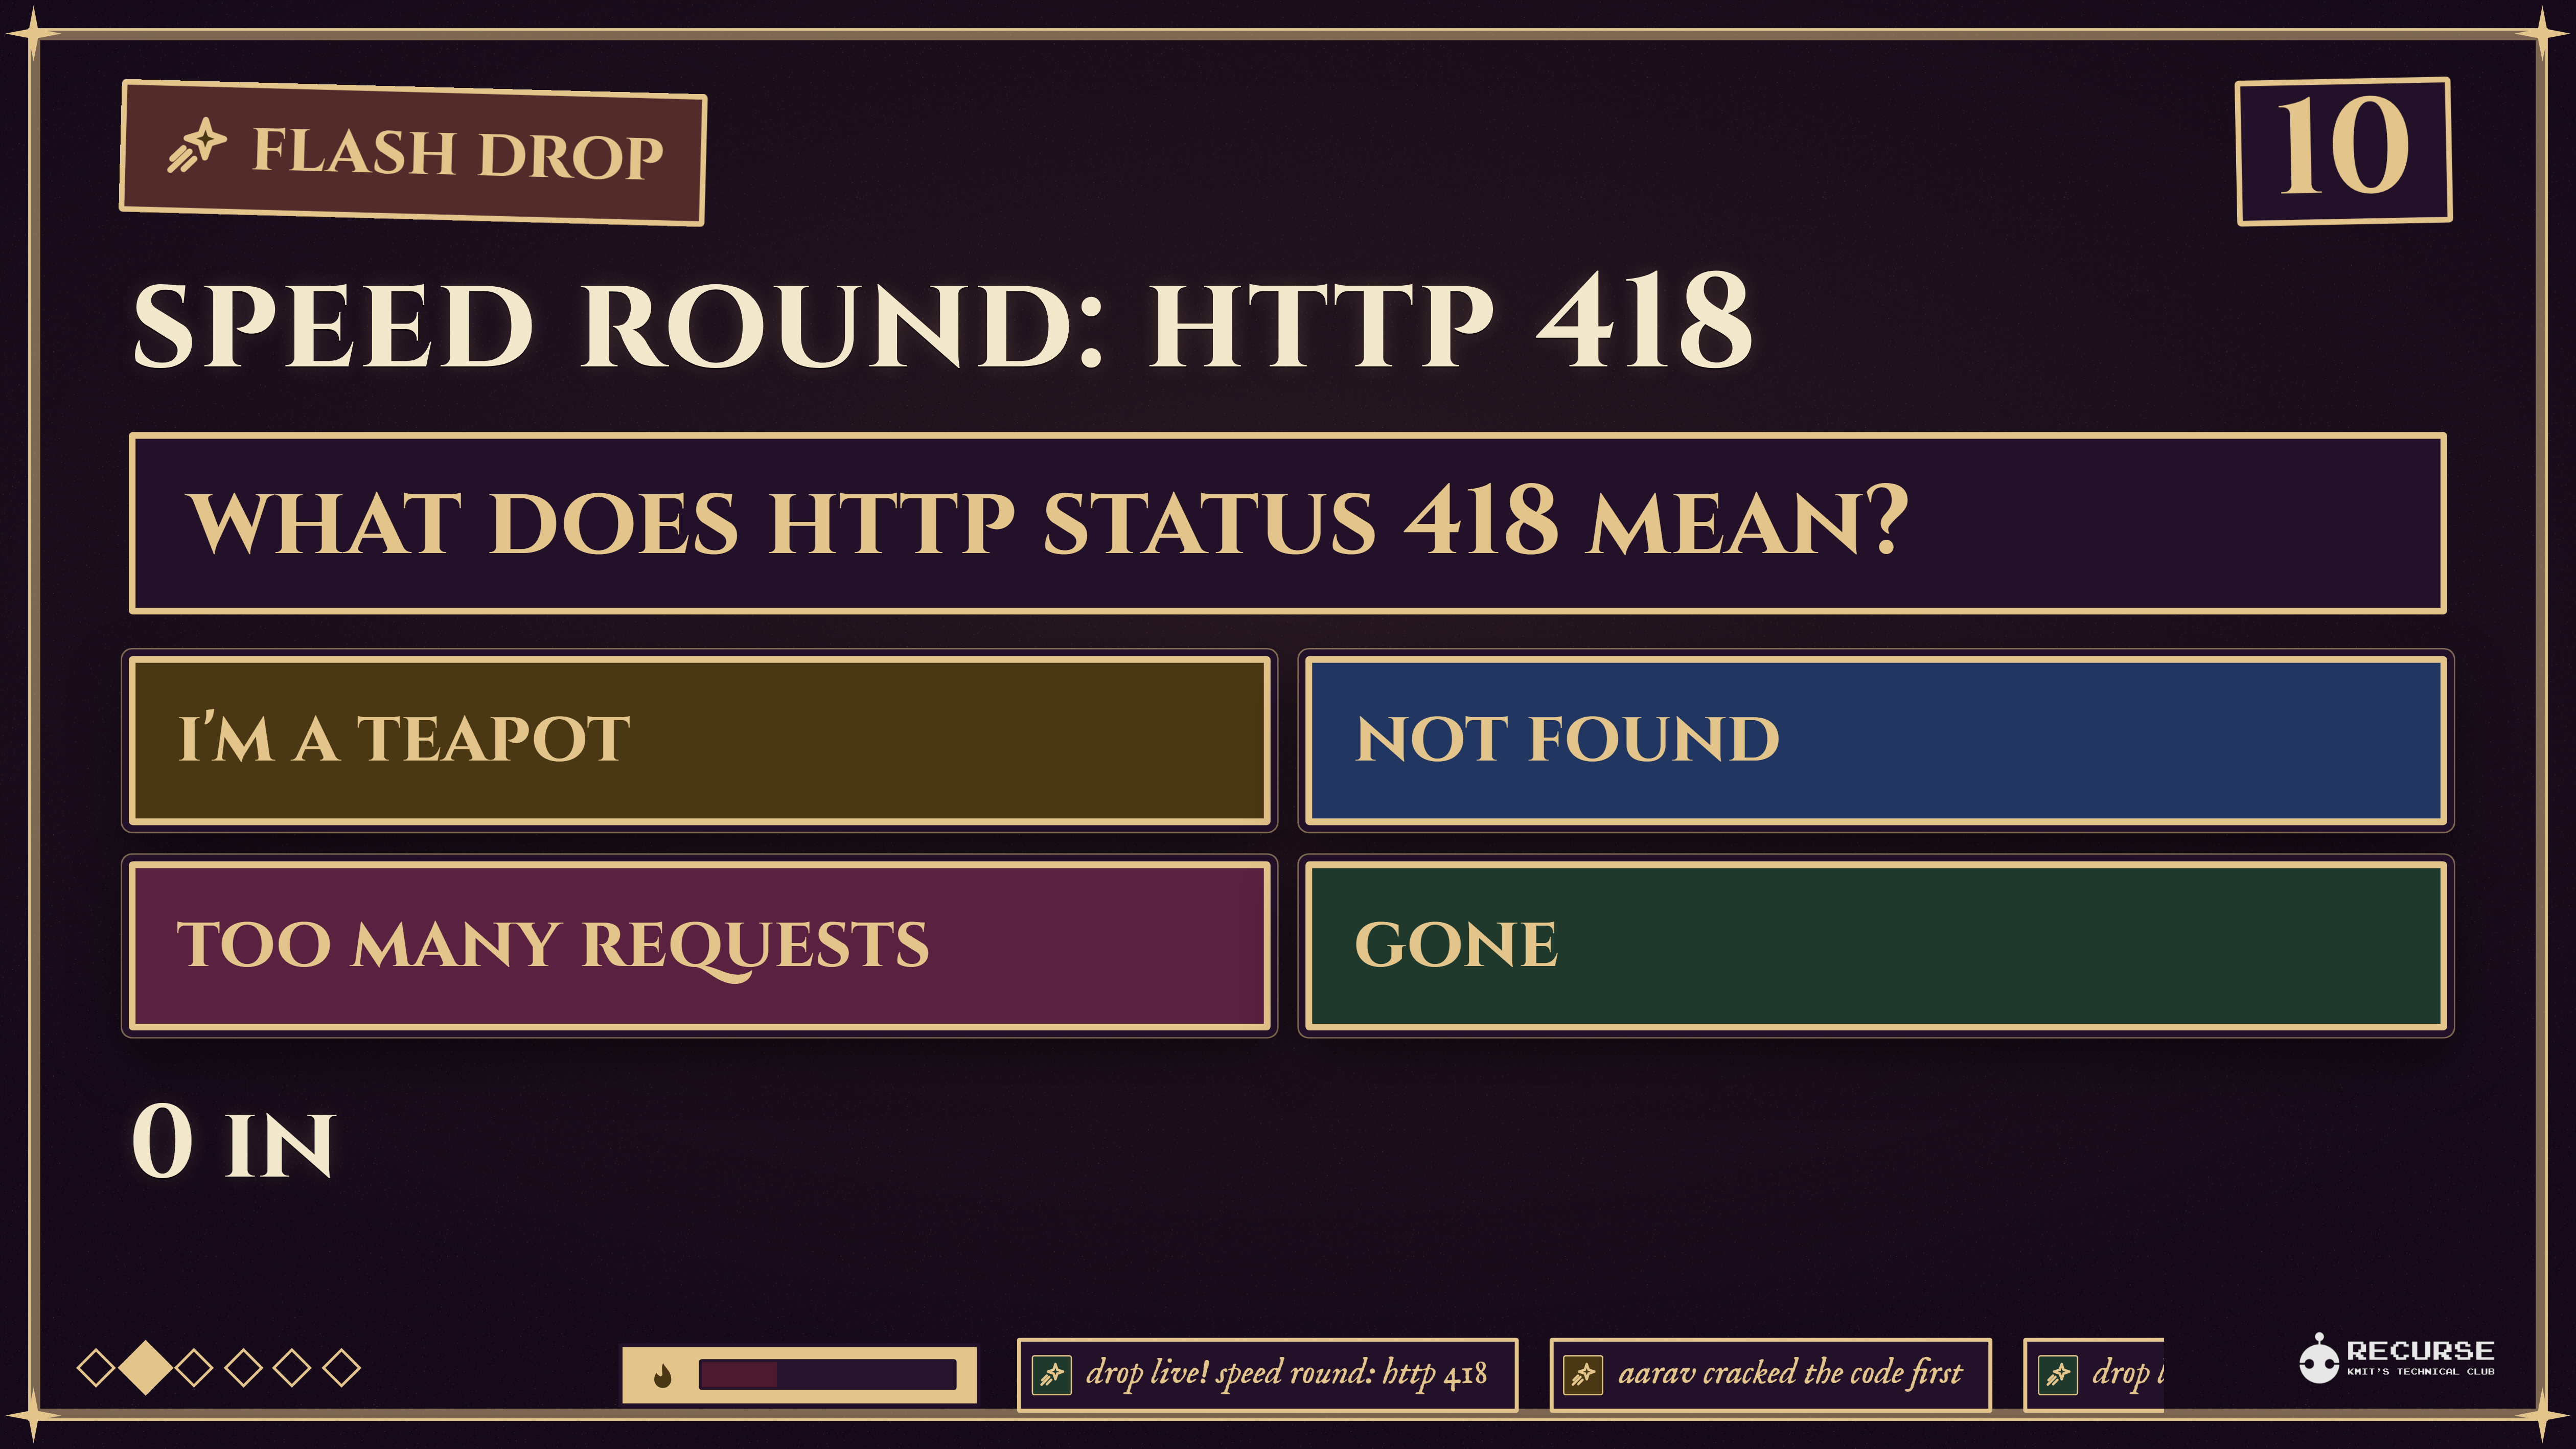 FLASH DROP
10
SPEED ROUND: HTTP 418
WHAT DOES HTTP STATUS 418 MEAN?
I'M A TEAPOT
NOT FOUND
TOO MANY REQUESTS
GONE
0 IN
drop live! speed round: http 418
aarav cracked the code first
drop
RECURSE
KMIT'S TECHNICAL CLUB